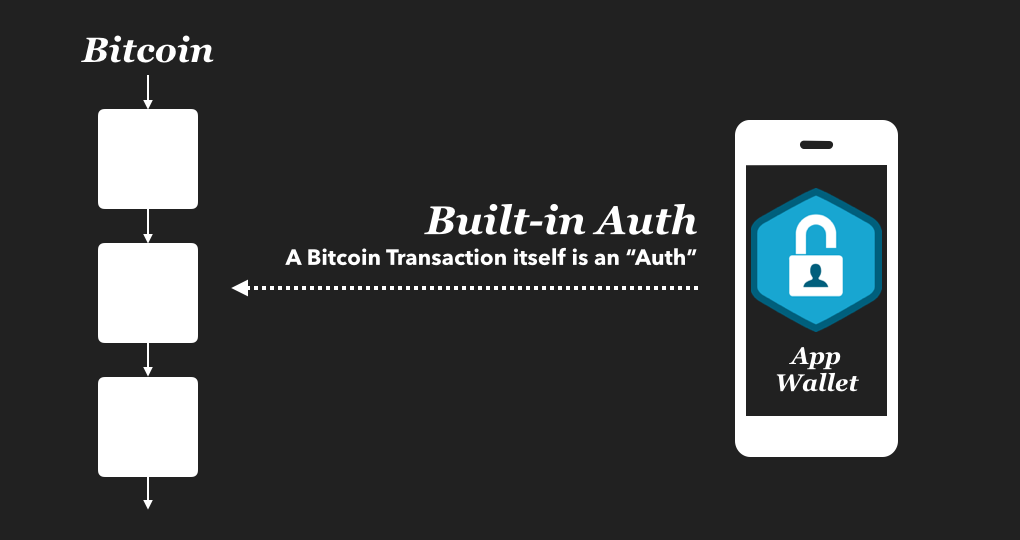 Bitcoin
Built-in Auth
A Bitcoin Transaction itself is an “Auth”
App
Wallet